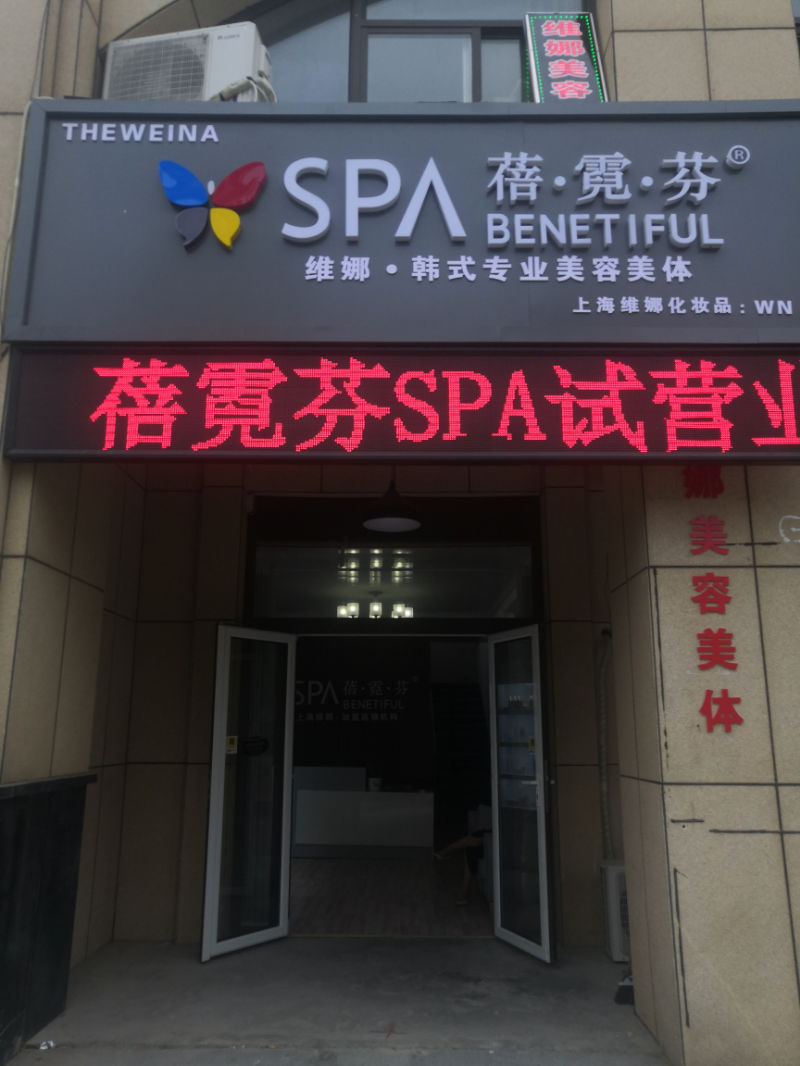 维娜美容
THEWEINA
SPA 蓓·霓·芬®
BENETIFUL
维娜·韩式专业美容美体
上海维娜化妆品:WN
蓓霓芬SPA试营业
娜美容美体
SPA 蓓·霓·芬®
BENETIFUL